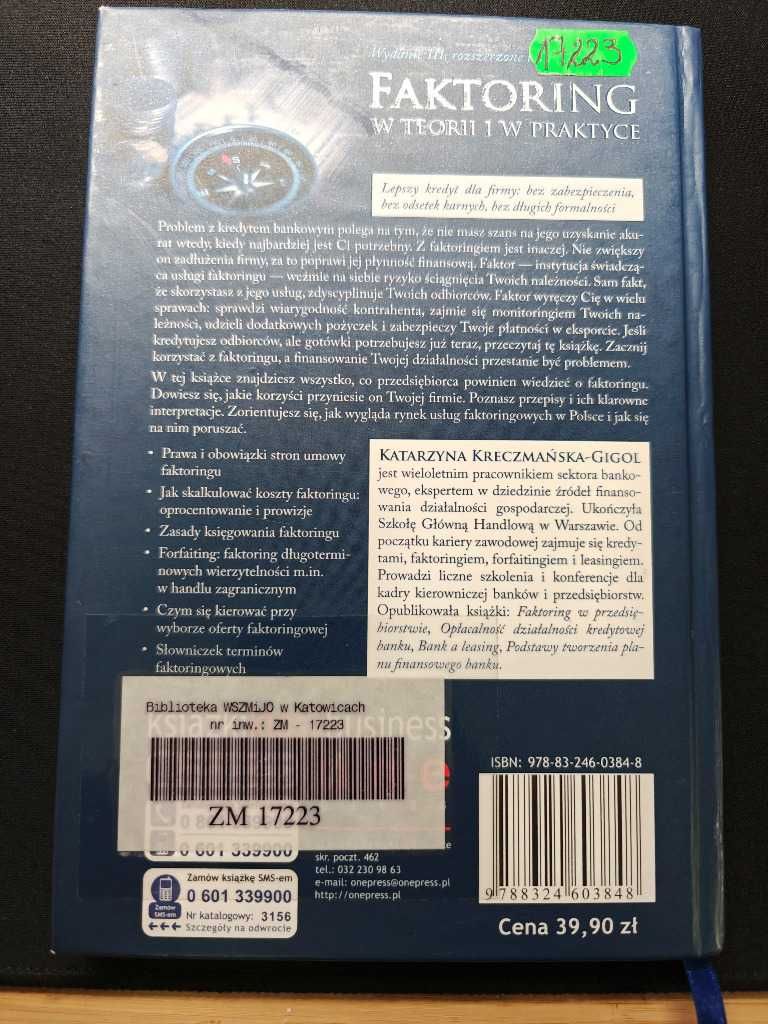 Wydanie III, rozszerzone
17223
FAKTORING
W TEORII I W PRAKTYCE
Lepszy kredyt dla firmy: bez zabezpieczenia,
bez odsetek karnych, bez długich formalności
Problem z kredytem bankowym polega na tym, że nie masz szans na jego uzyskanie aku-
rat wtedy, kiedy najbardziej jest Ci potrzebny. Z faktoringiem jest inaczej. Nie zwiększy
on zadłużenia firmy, za to poprawi jej płynność finansową. Faktor — instytucja świadczą-
ca usługi faktoringu — weźmie na siebie ryzyko ściągnięcia Twoich należności. Sam fakt,
że skorzystasz z jego usług, zdyscyplinuje Twoich odbiorców. Faktor wyręczy Cię w wielu
sprawach: sprawdzi wiarygodność kontrahenta, zajmie się monitoringiem Twoich na-
leżności, udzieli dodatkowych pożyczek i zabezpieczy Twoje płatności w eksporcie. Jeśli
kredytujesz odbiorców, ale gotówki potrzebujesz już teraz, przeczytaj tę książkę. Zacznij
korzystać z faktoringu, a finansowanie Twojej działalności przestanie być problemem.
W tej książce znajdziesz wszystko, co przedsiębiorca powinien wiedzieć o faktoringu.
Dowiesz się, jakie korzyści przyniesie on Twojej firmie. Poznasz przepisy i ich klarowne
interpretacje. Zorientujesz się, jak wygląda rynek usług faktoringowych w Polsce i jak się
na nim poruszać.
• Prawa i obowiązki stron umowy
faktoringu
• Jak skalkulować koszty faktoringu:
oprocentowanie i prowizje
• Zasady księgowania faktoringu
• Forfaiting: faktoring długotermi-
nowych wierzytelności m.in.
w handlu zagranicznym
• Czym się kierować przy
wyborze oferty faktoringowej
• Słowniczek terminów
faktoringowych
KATARZYNA KRECZMAŃSKA-GIGOL
jest wieloletnim pracownikiem sektora banko-
wego, ekspertem w dziedzinie źródeł finanso-
wania działalności gospodarczej. Ukończyła
Szkołę Główną Handlową w Warszawie. Od
początku kariery zawodowej zajmuje się kredy-
tami, faktoringiem, forfaitingiem i leasingiem.
Prowadzi liczne szkolenia i konferencje dla
kadry kierowniczej banków i przedsiębiorstw.
Opublikowała książki: Faktoring w przedsię-
biorstwie, Opłacalność działalności kredytowej
banku, Bank a leasing, Podstawy tworzenia pla-
nu finansowego banku.
Biblioteka WSZMiJO w Katowicach
nr inw.: ZM - 17223
ZM 17223
0 601 339900
skr. poczt. 462
tel.: 032 230 98 63
e-mail: onepress@onepress.pl
http://onepress.pl
Zamów książkę SMS-em
0 601 339900
Zamów
SMS-em
Nr katalogowy: 3156
Szczegóły na odwrocie
ISBN: 978-83-246-0384-8
9 788324 603848
Cena 39,90 zł